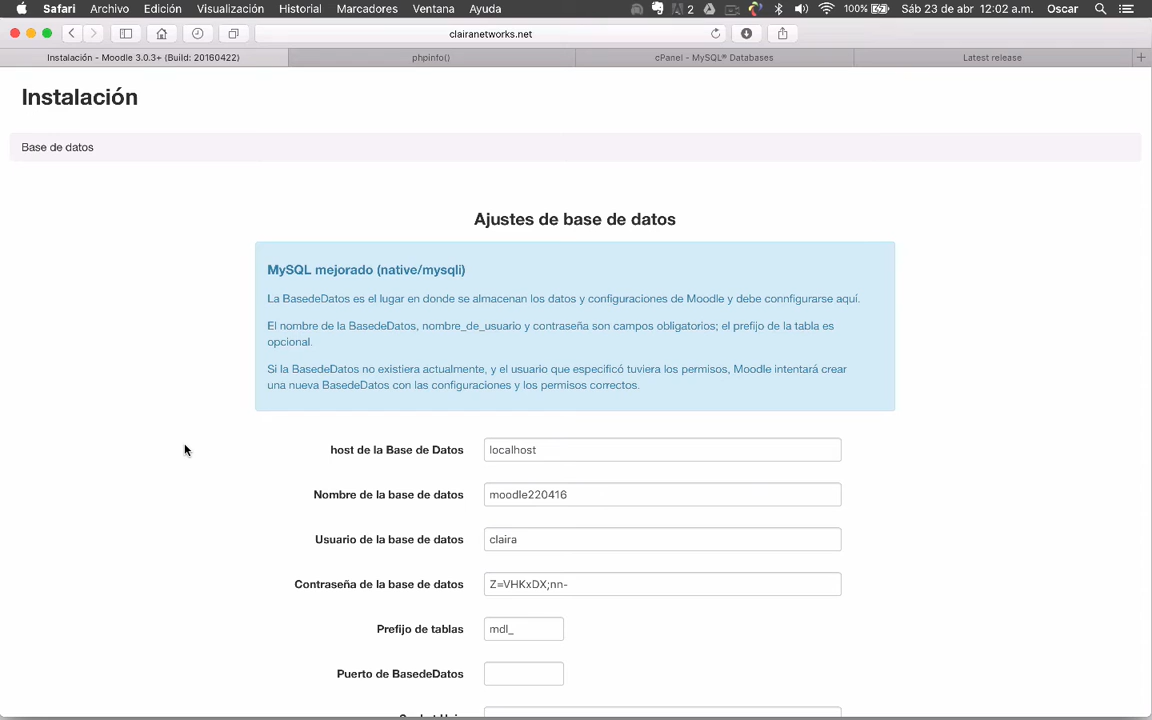 Safari Archivo Edición Visualización Historial Marcadores Ventana Ayuda 2 100% Sáb 23 de abr 12:02 a.m. Oscar
clairanetworks.net
Instalación - Moodle 3.0.3+ (Build: 20160422) phpinfo() cPanel - MySQL® Databases Latest release
Instalación
Base de datos
Ajustes de base de datos
MySQL mejorado (native/mysqli)
La BasedeDatos es el lugar en donde se almacenan los datos y configuraciones de Moodle y debe connfigurarse aquí.
El nombre de la BasedeDatos, nombre_de_usuario y contraseña son campos obligatorios; el prefijo de la tabla es
opcional.
Si la BasedeDatos no existiera actualmente, y el usuario que especificó tuviera los permisos, Moodle intentará crear
una nueva BasedeDatos con las configuraciones y los permisos correctos.
host de la Base de Datos localhost
Nombre de la base de datos moodle220416
Usuario de la base de datos claira
Contraseña de la base de datos Z=VHKxDX;nn-
Prefijo de tablas mdl_
Puerto de BasedeDatos